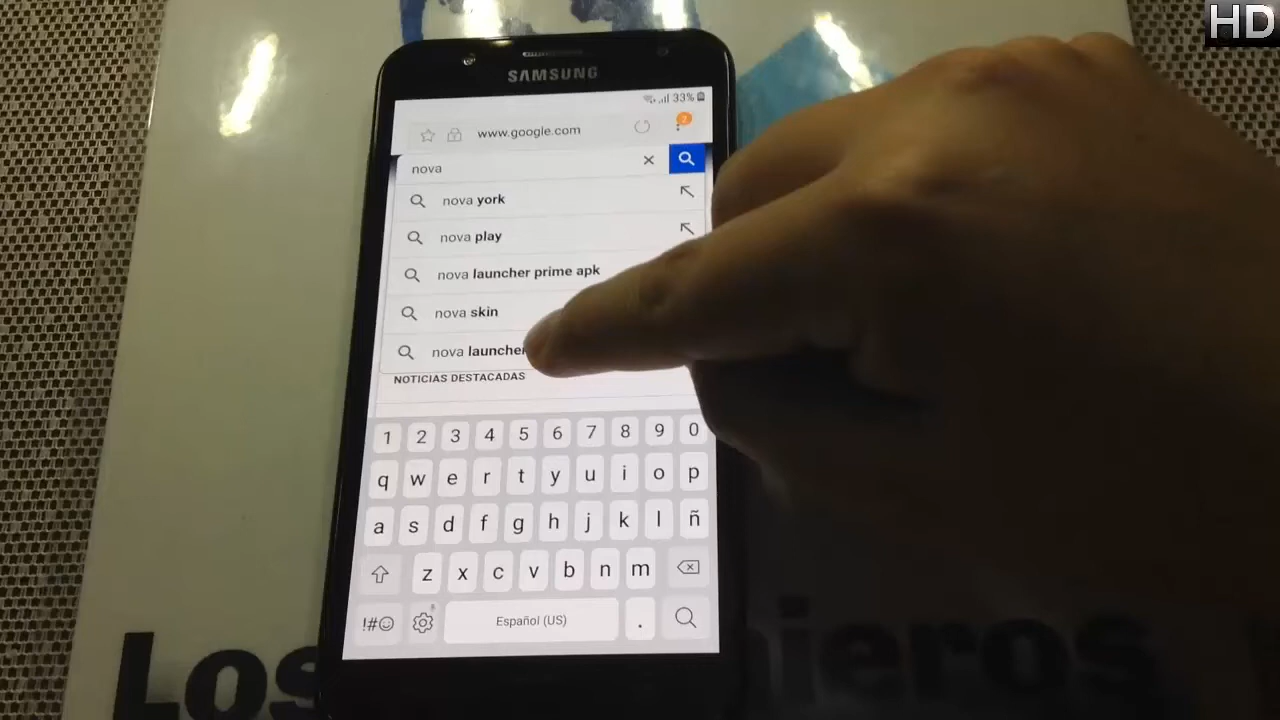 HD
SAMSUNG
33%
www.google.com
2
nova
nova york
nova play
nova launcher prime apk
nova skin
nova launcher
NOTICIAS DESTACADAS
1 2 3 4 5 6 7 8 9 0
q w e r t y u i o p
a s d f g h j k l ñ
z x c v b n m
!#☺ Español (US) .
Los